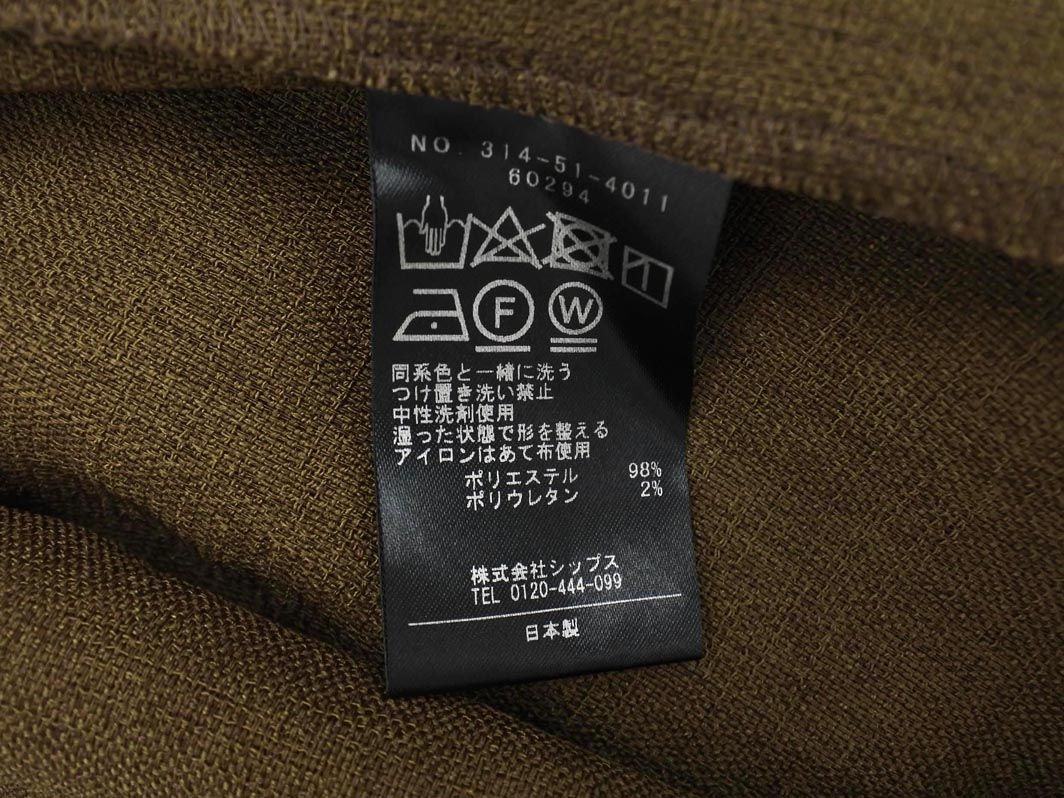 NO. 314-51-4011
60294
F W
同系色と一緒に洗う
つけ置き洗い禁止
中性洗剤使用
湿った状態で形を整える
アイロンはあて布使用
ポリエステル 98%
ポリウレタン 2%
株式会社シップス
TEL 0120-444-099
日本製